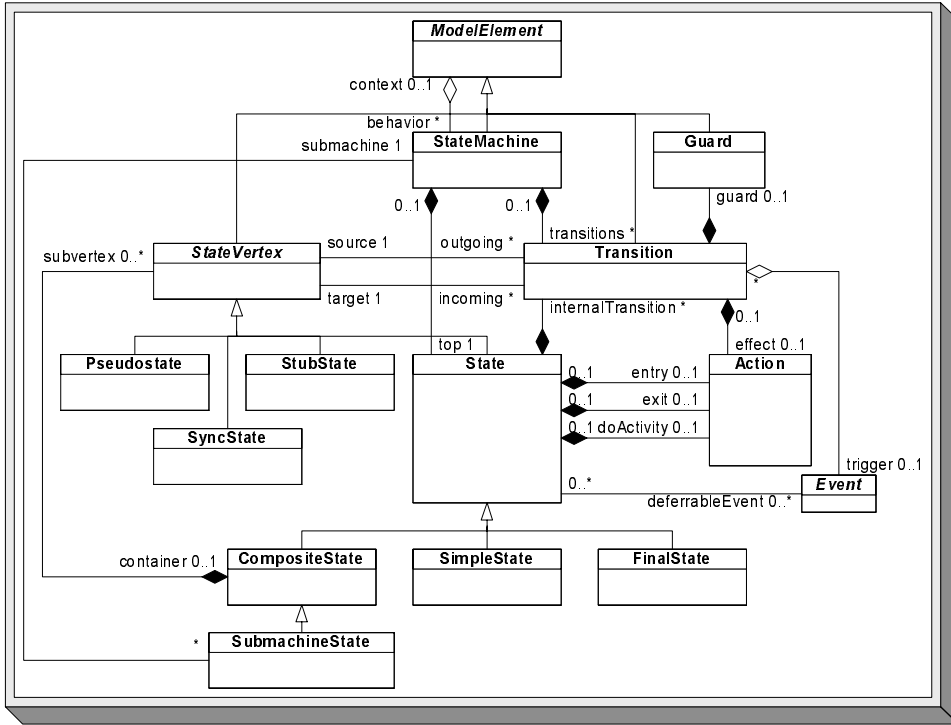 ModelElement
context 0..1
behavior *
submachine 1
StateMachine
Guard
0..1
0..1
guard 0..1
transitions *
subvertex 0..*
StateVertex
source 1
outgoing *
Transition
*
target 1
incoming *
internalTransition *
0..1
top 1
effect 0..1
Pseudostate
StubState
State
Action
0..1
entry 0..1
0..1
exit 0..1
0..1
doActivity 0..1
SyncState
trigger 0..1
0..*
Event
deferrableEvent 0..*
container 0..1
CompositeState
SimpleState
FinalState
*
SubmachineState